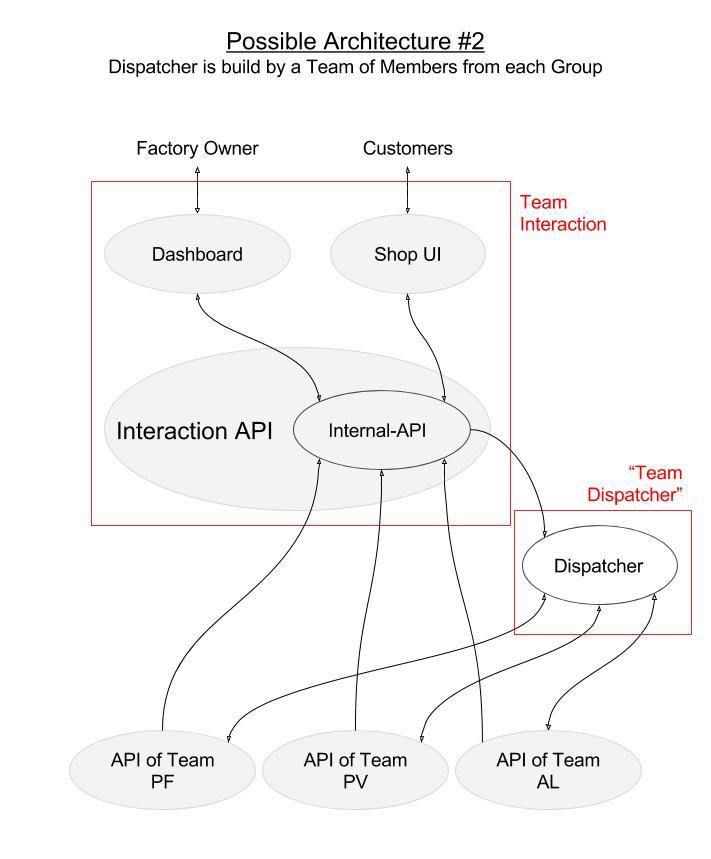 Possible Architecture #2
Dispatcher is build by a Team of Members from each Group
Factory Owner
Customers
Team
Interaction
Dashboard
Shop UI
Interaction API
Internal-API
“Team
Dispatcher”
Dispatcher
API of Team
PF
API of Team
PV
API of Team
AL